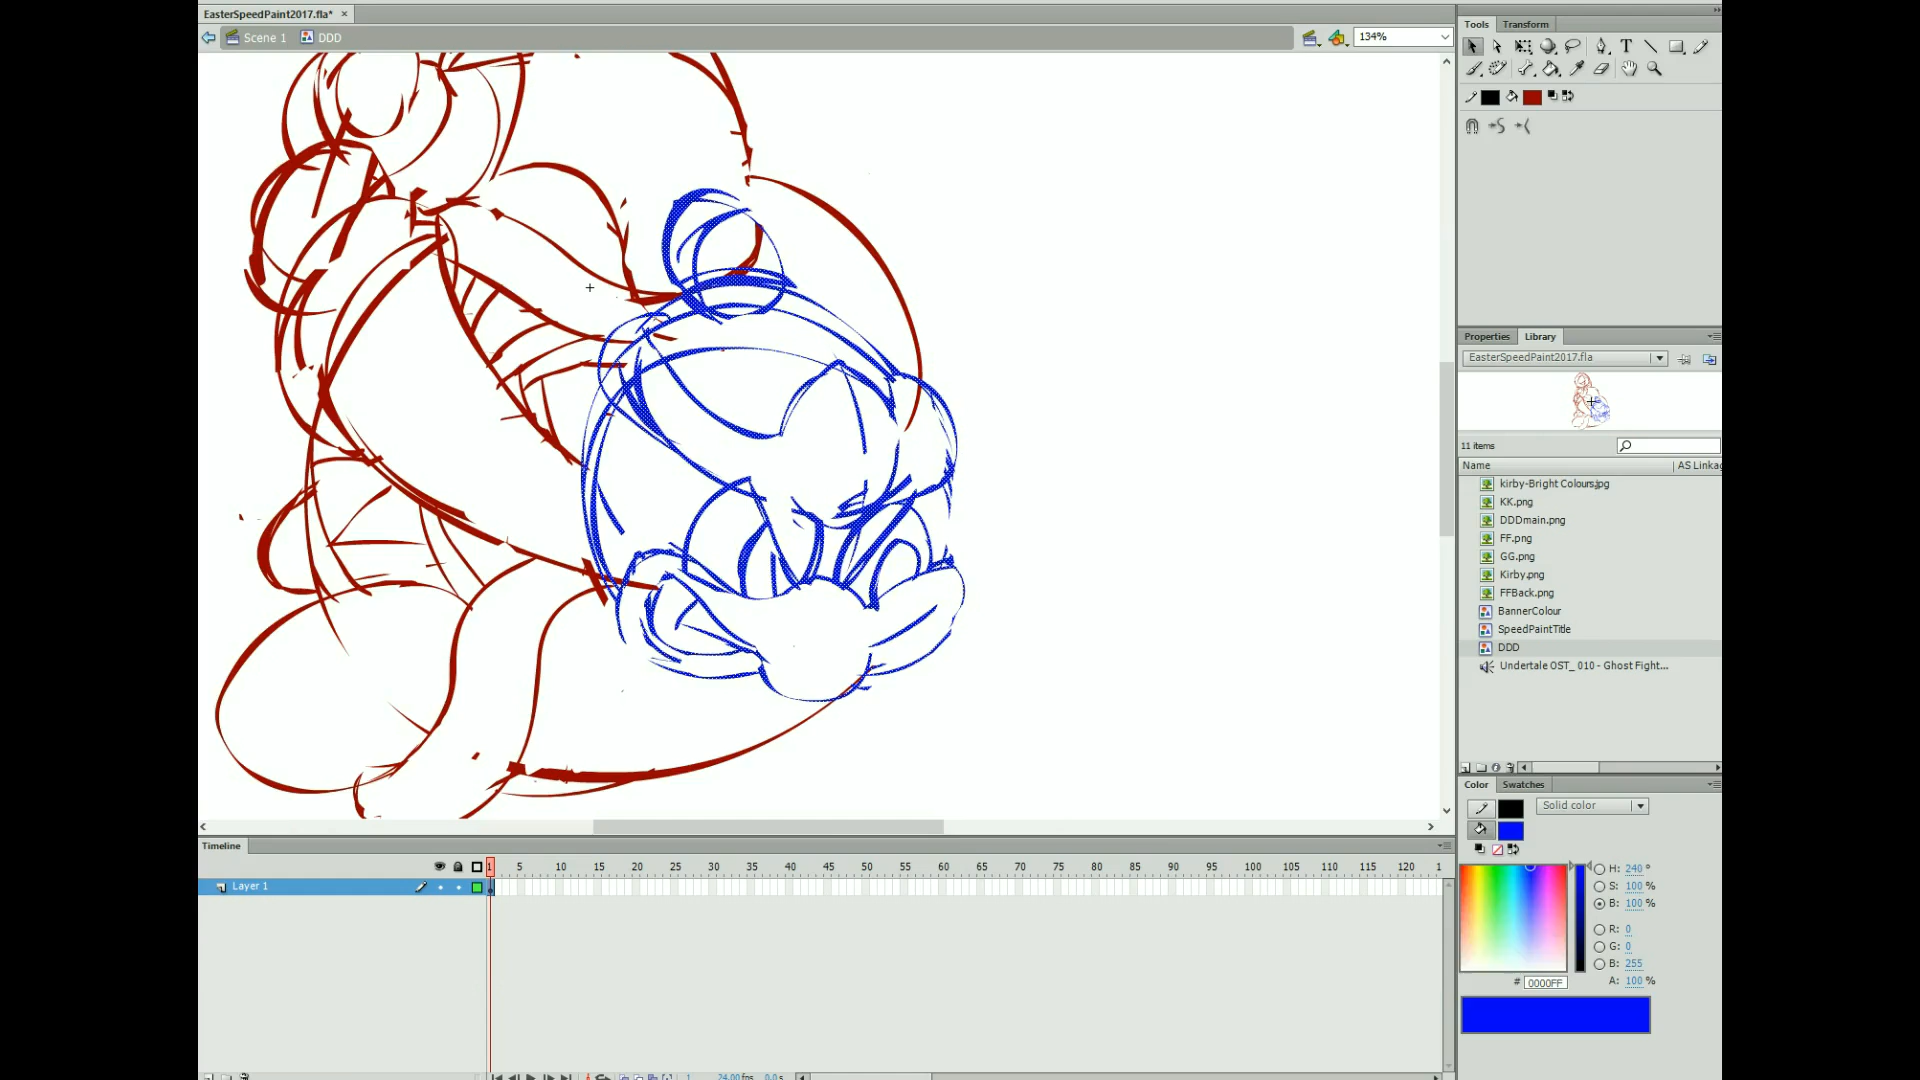 EasterSpeedPaint2017.fla* ×
Scene 1 DDD 134%
Tools Transform
Properties Library
EasterSpeedPaint2017.fla
11 items
Name AS Linkag
kirby-Bright Colours.jpg
KK.png
DDDmain.png
FF.png
GG.png
Kirby.png
FFBack.png
BannerColour
SpeedPaintTitle
DDD
Undertale OST_ 010 - Ghost Fight...
Color Swatches
Solid color
H: 240 °
S: 100 %
B: 100 %
R: 0
G: 0
B: 255
A: 100 %
# 0000FF
Timeline
1 5 10 15 20 25 30 35 40 45 50 55 60 65 70 75 80 85 90 95 100 105 110 115 120 1
Layer 1
1 24.00 fps 0.0 s